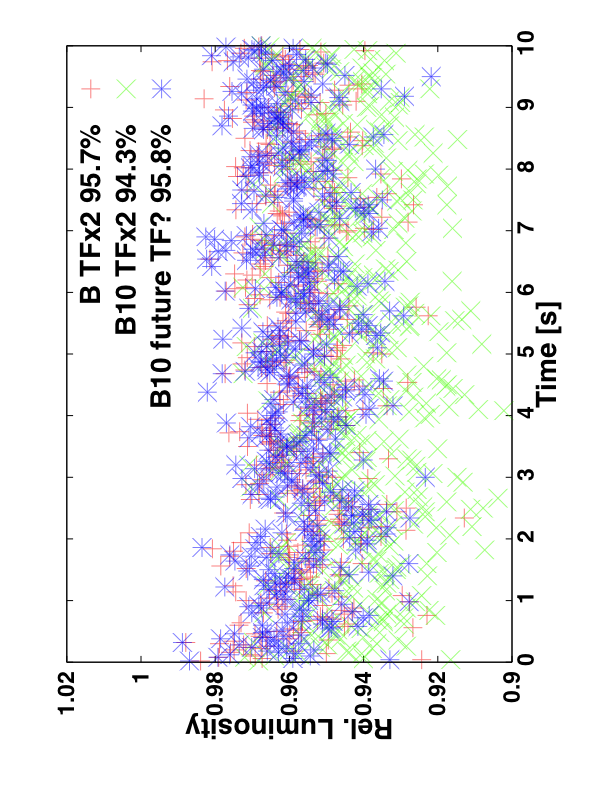 B TFx2 95.7%
B10 TFx2 94.3%
B10 future TF? 95.8%
1.02
1
0.98
0.96
0.94
0.92
0.9
Rel. Luminosity
0 1 2 3 4 5 6 7 8 9 10
Time [s]